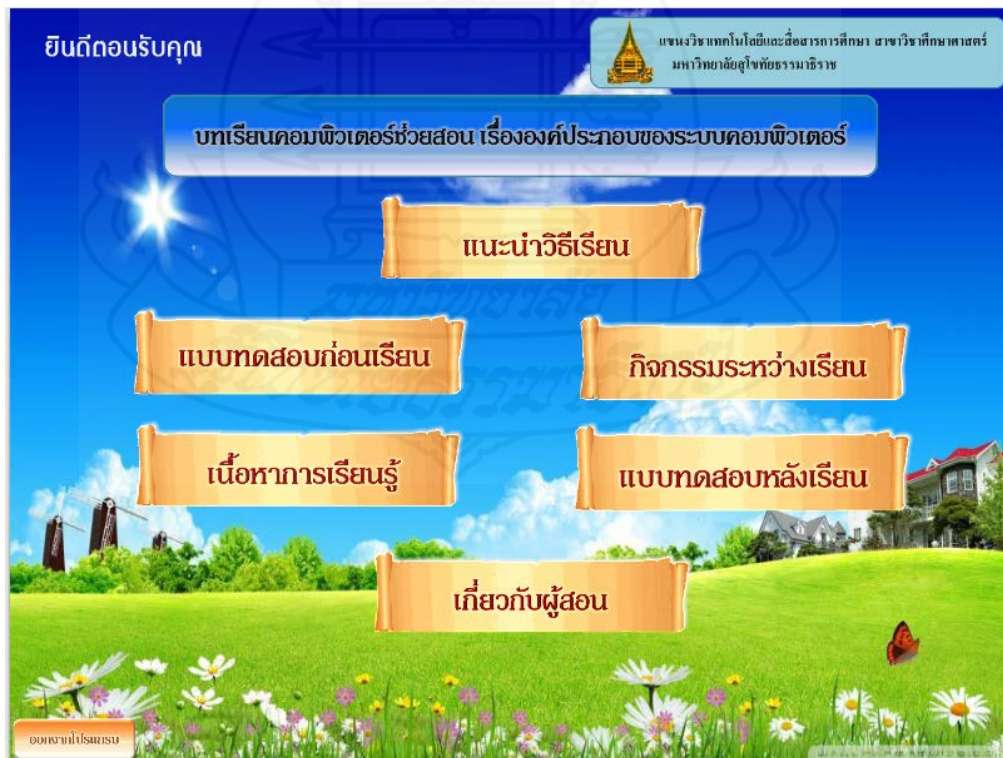 ยินดีตอนรับคุณ
แขนงวิชาเทคโนโลยีและสื่อสารการศึกษา สาขาวิชาศึกษาศาสตร์
มหาวิทยาลัยสุโขทัยธรรมาธิราช
บทเรียนคอมพิวเตอร์ช่วยสอน เรื่ององค์ประกอบของระบบคอมพิวเตอร์
แนะนำวิธีเรียน
มหาวิทยาลัย
แบบทดสอบก่อนเรียน
กิจกรรมระหว่างเรียน
เนื้อหาการเรียนรู้
แบบทดสอบหลังเรียน
เกี่ยวกับผู้สอน
ออกจากโปรแกรม